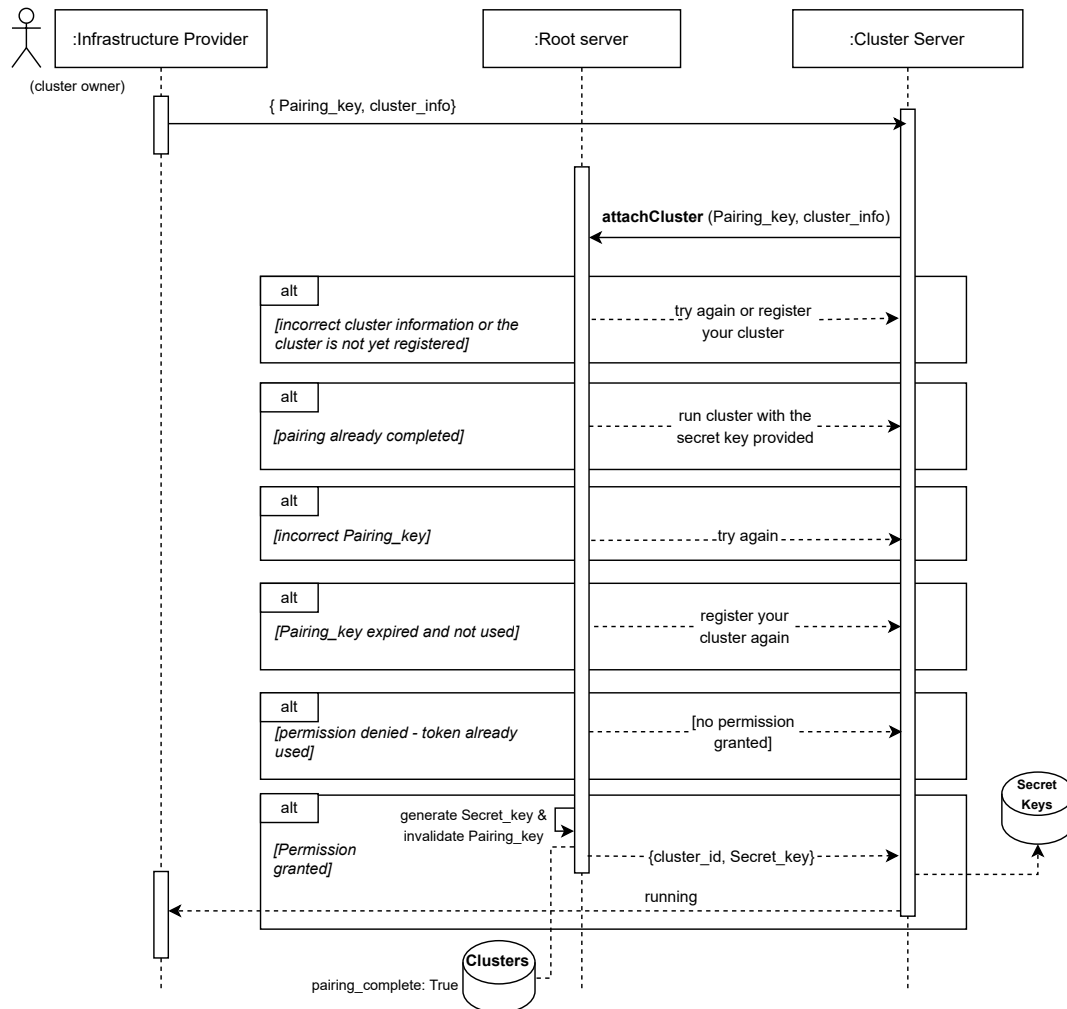 :Infrastructure Provider
:Root server
:Cluster Server
(cluster owner)
{ Pairing_key, cluster_info}
attachCluster (Pairing_key, cluster_info)
alt
[incorrect cluster information or the
cluster is not yet registered]
try again or register
your cluster
alt
[pairing already completed]
run cluster with the
secret key provided
alt
[incorrect Pairing_key]
try again
alt
[Pairing_key expired and not used]
register your
cluster again
alt
[permission denied - token already
used]
[no permission
granted]
Secret
Keys
alt
generate Secret_key &
invalidate Pairing_key
[Permission
granted]
{cluster_id, Secret_key}
running
Clusters
pairing_complete: True